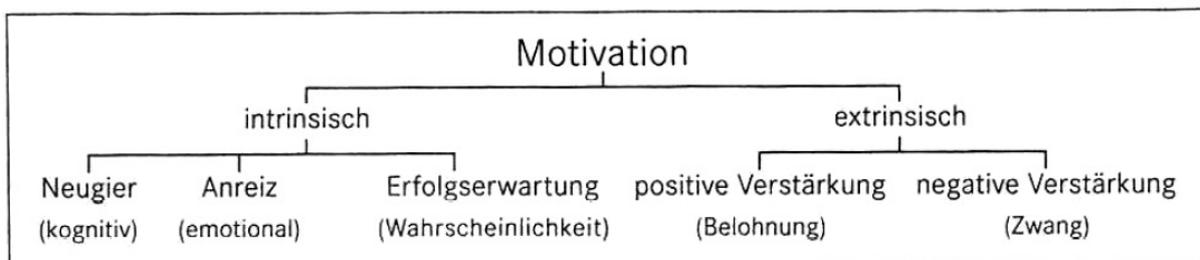 Motivation
intrinsisch extrinsisch
Neugier Anreiz Erfolgserwartung positive Verstärkung negative Verstärkung
(kognitiv) (emotional) (Wahrscheinlichkeit) (Belohnung) (Zwang)